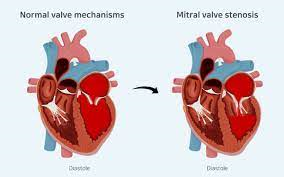 Normal valve mechanisms
Mitral valve stenosis
Diastole
Diastole